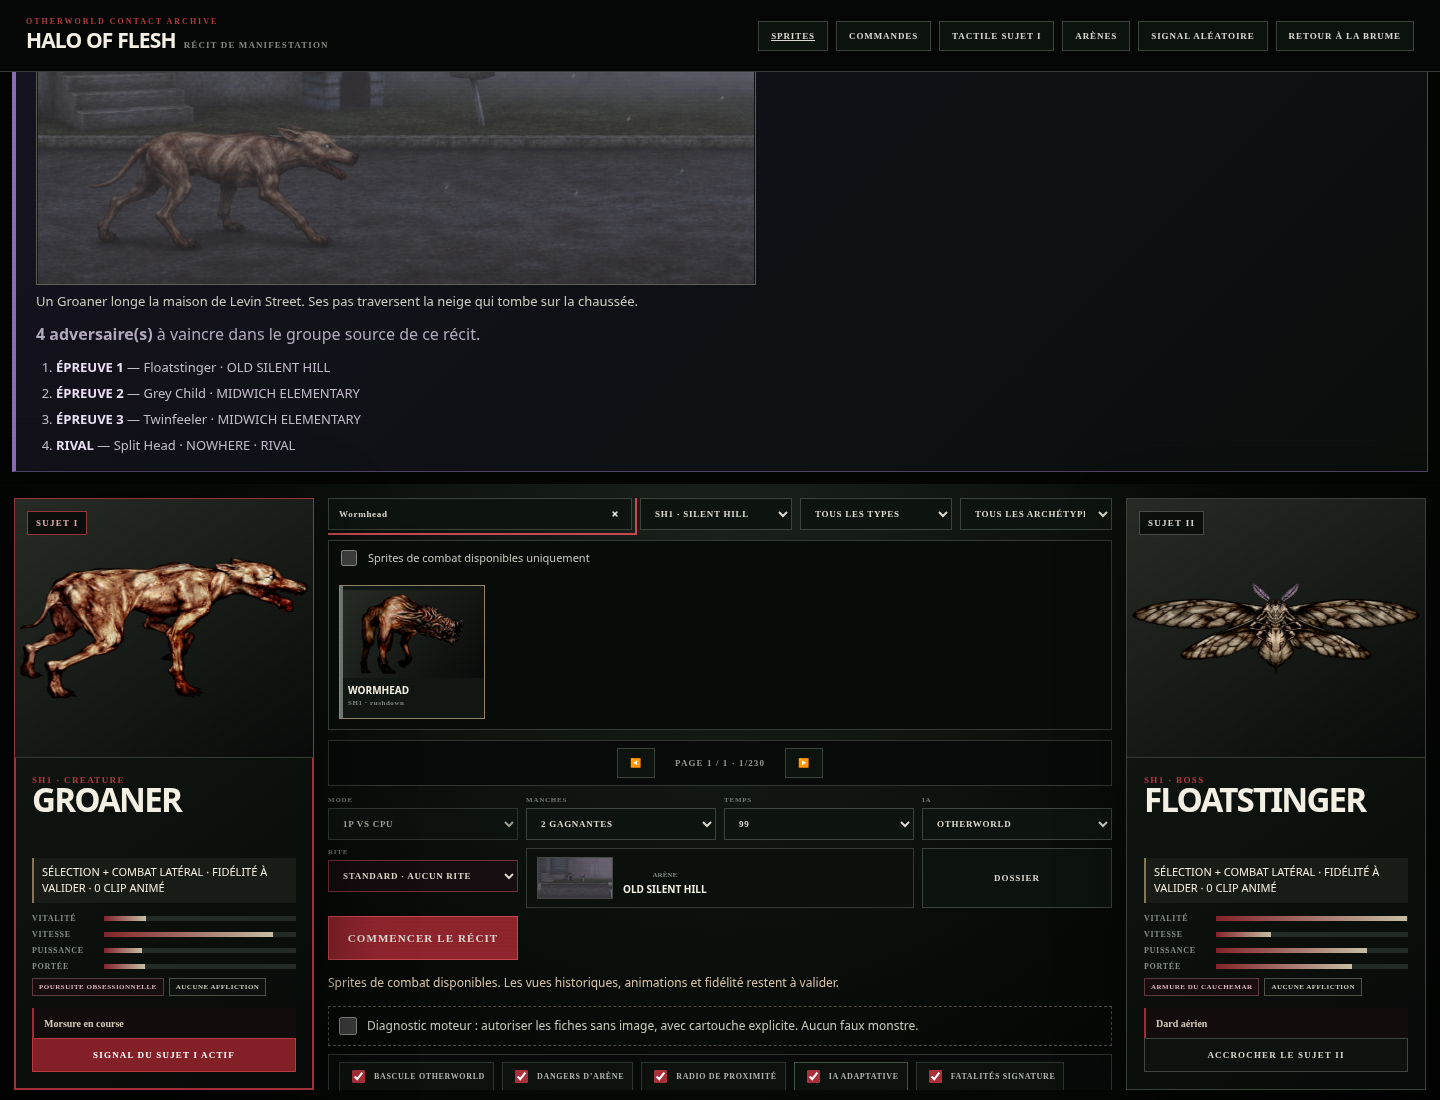 OTHERWORLD CONTACT ARCHIVE
HALO OF FLESH RÉCIT DE MANIFESTATION
SPRITES
COMMANDES
TACTILE SUJET I
ARÈNES
SIGNAL ALÉATOIRE
RETOUR À LA BRUME
Un Groaner longe la maison de Levin Street. Ses pas traversent la neige qui tombe sur la chaussée.
4 adversaire(s) à vaincre dans le groupe source de ce récit.
1. ÉPREUVE 1 — Floatstinger · OLD SILENT HILL
2. ÉPREUVE 2 — Grey Child · MIDWICH ELEMENTARY
3. ÉPREUVE 3 — Twinfeeler · MIDWICH ELEMENTARY
4. RIVAL — Split Head · NOWHERE · RIVAL
SUJET I
SH1 · CREATURE
GROANER
SÉLECTION + COMBAT LATÉRAL · FIDÉLITÉ À
VALIDER · 0 CLIP ANIMÉ
VITALITÉ
VITESSE
PUISSANCE
PORTÉE
POURSUITE OBSESSIONNELLE
AUCUNE AFFLICTION
Morsure en course
SIGNAL DU SUJET I ACTIF
Wormhead ×
SH1 · SILENT HILL
TOUS LES TYPES
TOUS LES ARCHÉTYPI
Sprites de combat disponibles uniquement
WORMHEAD
SH1 · rushdown
PAGE 1 / 1 · 1/230
MODE
1P VS CPU
MANCHES
2 GAGNANTES
TEMPS
99
IA
OTHERWORLD
RITE
STANDARD · AUCUN RITE
ARÈNE
OLD SILENT HILL
DOSSIER
COMMENCER LE RÉCIT
Sprites de combat disponibles. Les vues historiques, animations et fidélité restent à valider.
Diagnostic moteur : autoriser les fiches sans image, avec cartouche explicite. Aucun faux monstre.
BASCULE OTHERWORLD
DANGERS D'ARÈNE
RADIO DE PROXIMITÉ
IA ADAPTATIVE
FATALITÉS SIGNATURE
SUJET II
SH1 · BOSS
FLOATSTINGER
SÉLECTION + COMBAT LATÉRAL · FIDÉLITÉ À
VALIDER · 0 CLIP ANIMÉ
VITALITÉ
VITESSE
PUISSANCE
PORTÉE
ARMURE DU CAUCHEMAR
AUCUNE AFFLICTION
Dard aérien
ACCROCHER LE SUJET II